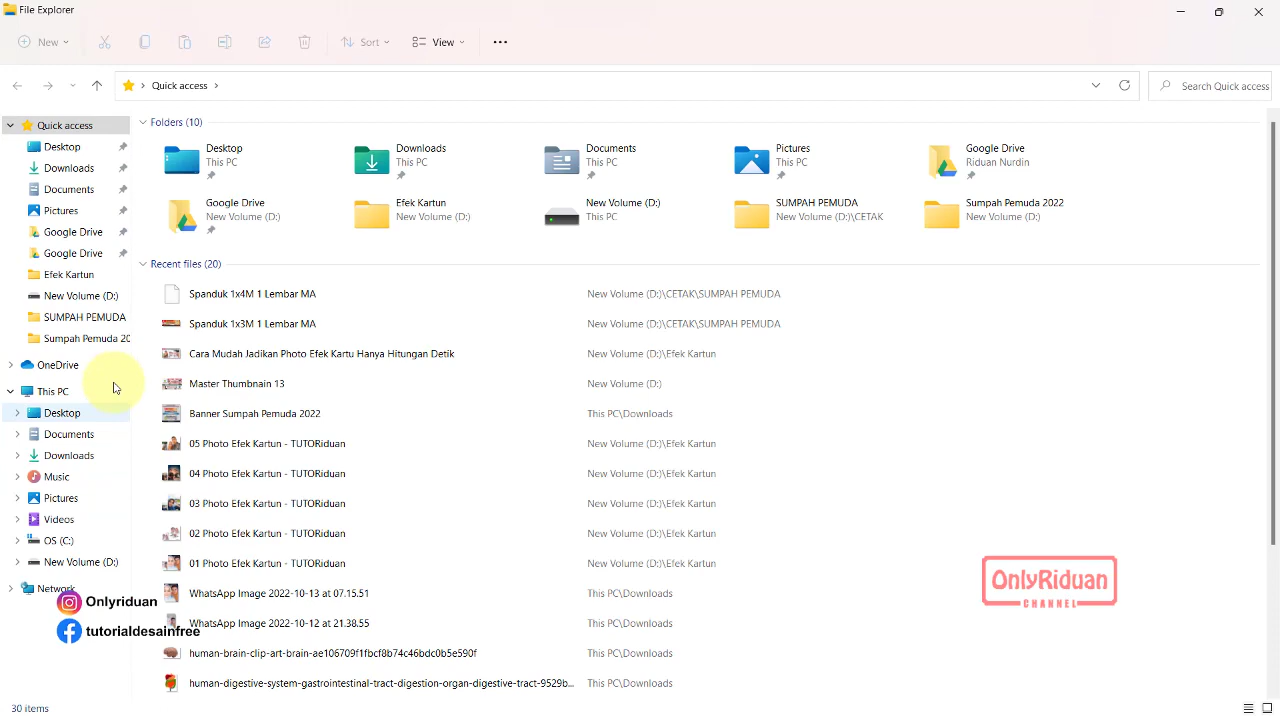 File Explorer
New
Sort
View
Quick access
Search Quick access
Quick access
Desktop
Downloads
Documents
Pictures
Google Drive
Google Drive
Efek Kartun
New Volume (D:)
SUMPAH PEMUDA
Sumpah Pemuda 20
OneDrive
This PC
Desktop
Documents
Downloads
Music
Pictures
Videos
OS (C:)
New Volume (D:)
Network
Folders (10)
Desktop
This PC
Downloads
This PC
Documents
This PC
Pictures
This PC
Google Drive
Riduan Nurdin
Google Drive
New Volume (D:)
Efek Kartun
New Volume (D:)
New Volume (D:)
This PC
SUMPAH PEMUDA
New Volume (D:)\CETAK
Sumpah Pemuda 2022
New Volume (D:)
Recent files (20)
Spanduk 1x4M 1 Lembar MA New Volume (D:)\CETAK\SUMPAH PEMUDA
Spanduk 1x3M 1 Lembar MA New Volume (D:)\CETAK\SUMPAH PEMUDA
Cara Mudah Jadikan Photo Efek Kartu Hanya Hitungan Detik New Volume (D:)\Efek Kartun
Master Thumbnain 13 New Volume (D:)
Banner Sumpah Pemuda 2022 This PC\Downloads
05 Photo Efek Kartun - TUTORiduan New Volume (D:)\Efek Kartun
04 Photo Efek Kartun - TUTORiduan New Volume (D:)\Efek Kartun
03 Photo Efek Kartun - TUTORiduan New Volume (D:)\Efek Kartun
02 Photo Efek Kartun - TUTORiduan New Volume (D:)\Efek Kartun
01 Photo Efek Kartun - TUTORiduan New Volume (D:)\Efek Kartun
WhatsApp Image 2022-10-13 at 07.15.51 This PC\Downloads
WhatsApp Image 2022-10-12 at 21.38.55 This PC\Downloads
human-brain-clip-art-brain-ae106709f1fbcf8b74c46bdc0b5e590f This PC\Downloads
human-digestive-system-gastrointestinal-tract-digestion-organ-digestive-tract-9529b... This PC\Downloads
Onlyriduan
tutorialdesainfree
OnlyRiduan
CHANNEL
30 items